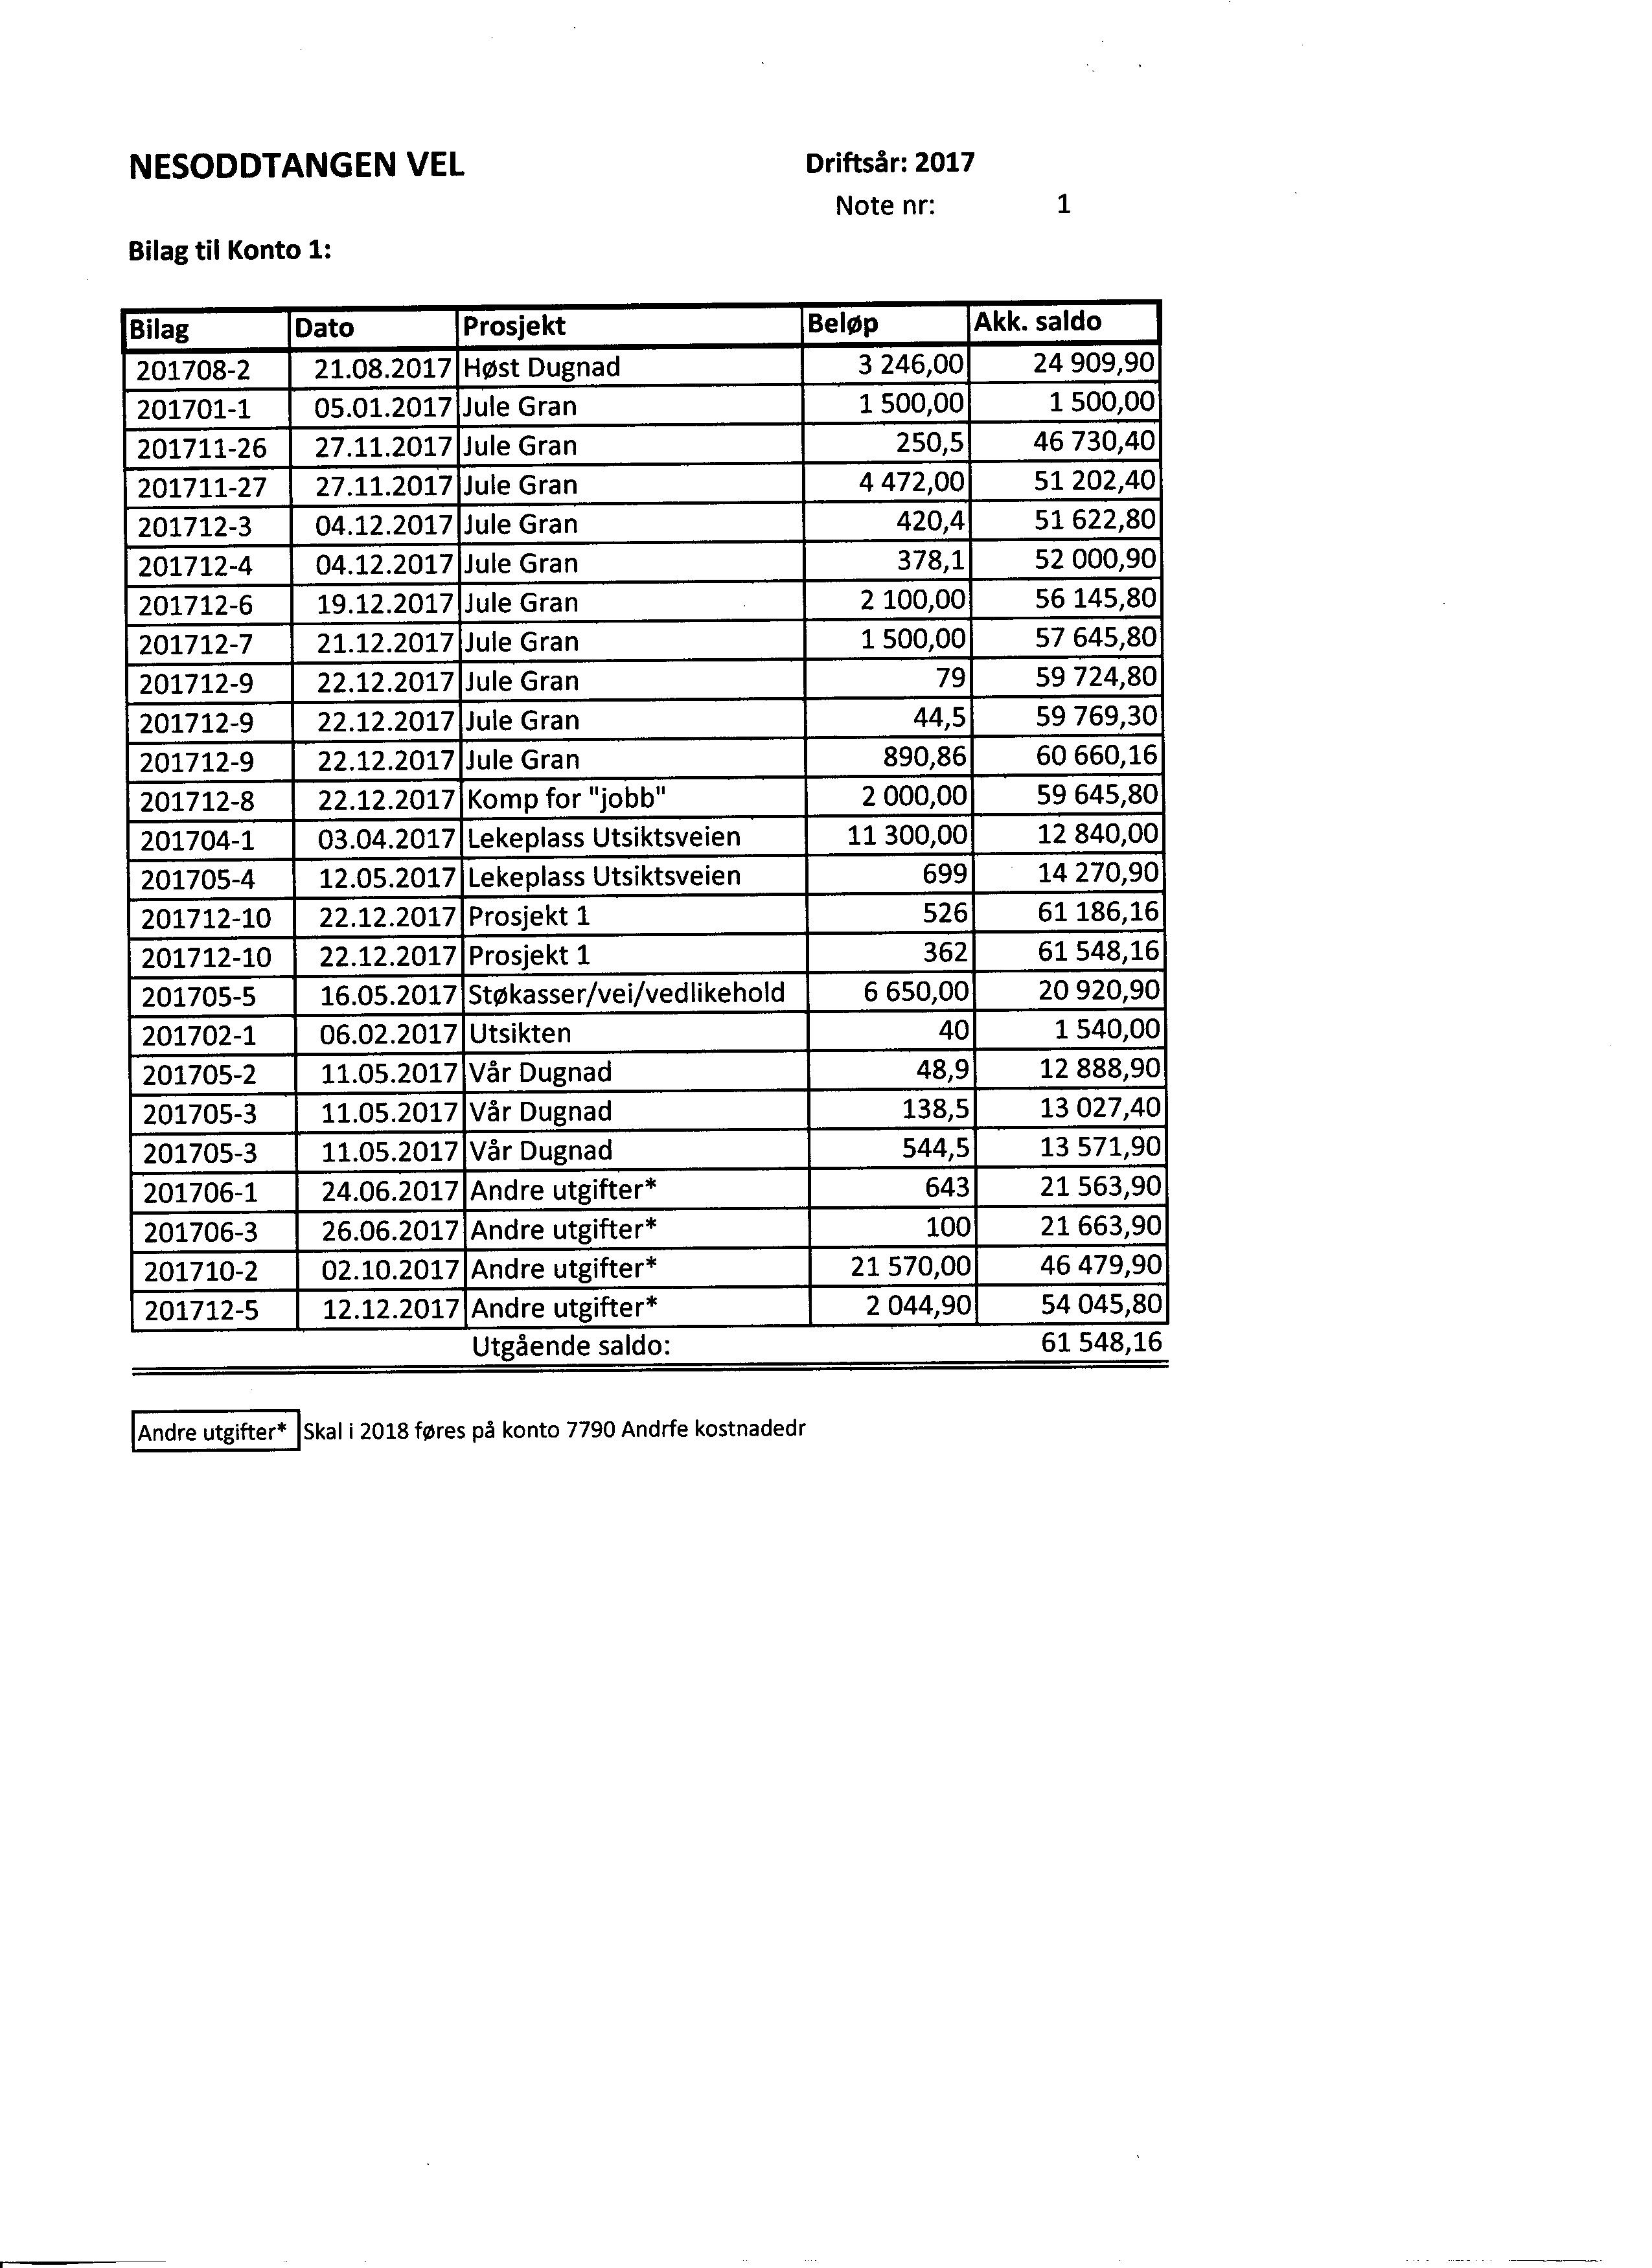 NESODDTANGEN VEL Driftsår: 2017
Note nr: 1
Bilag til Konto 1:
Bilag Dato Prosjekt Beløp Akk. saldo
201708-2 21.08.2017 Høst Dugnad 3 246,00 24 909,90
201701-1 05.01.2017 Jule Gran 1 500,00 1 500,00
201711-26 27.11.2017 Jule Gran 250,5 46 730,40
201711-27 27.11.2017 Jule Gran 4 472,00 51 202,40
201712-3 04.12.2017 Jule Gran 420,4 51 622,80
201712-4 04.12.2017 Jule Gran 378,1 52 000,90
201712-6 19.12.2017 Jule Gran 2 100,00 56 145,80
201712-7 21.12.2017 Jule Gran 1 500,00 57 645,80
201712-9 22.12.2017 Jule Gran 79 59 724,80
201712-9 22.12.2017 Jule Gran 44,5 59 769,30
201712-9 22.12.2017 Jule Gran 890,86 60 660,16
201712-8 22.12.2017 Komp for "jobb" 2 000,00 59 645,80
201704-1 03.04.2017 Lekeplass Utsiktsveien 11 300,00 12 840,00
201705-4 12.05.2017 Lekeplass Utsiktsveien 699 14 270,90
201712-10 22.12.2017 Prosjekt 1 526 61 186,16
201712-10 22.12.2017 Prosjekt 1 362 61 548,16
201705-5 16.05.2017 Støkasser/vei/vedlikehold 6 650,00 20 920,90
201702-1 06.02.2017 Utsikten 40 1 540,00
201705-2 11.05.2017 Vår Dugnad 48,9 12 888,90
201705-3 11.05.2017 Vår Dugnad 138,5 13 027,40
201705-3 11.05.2017 Vår Dugnad 544,5 13 571,90
201706-1 24.06.2017 Andre utgifter* 643 21 563,90
201706-3 26.06.2017 Andre utgifter* 100 21 663,90
201710-2 02.10.2017 Andre utgifter* 21 570,00 46 479,90
201712-5 12.12.2017 Andre utgifter* 2 044,90 54 045,80
Utgående saldo: 61 548,16
Andre utgifter* Skal i 2018 føres på konto 7790 Andrfe kostnadedr